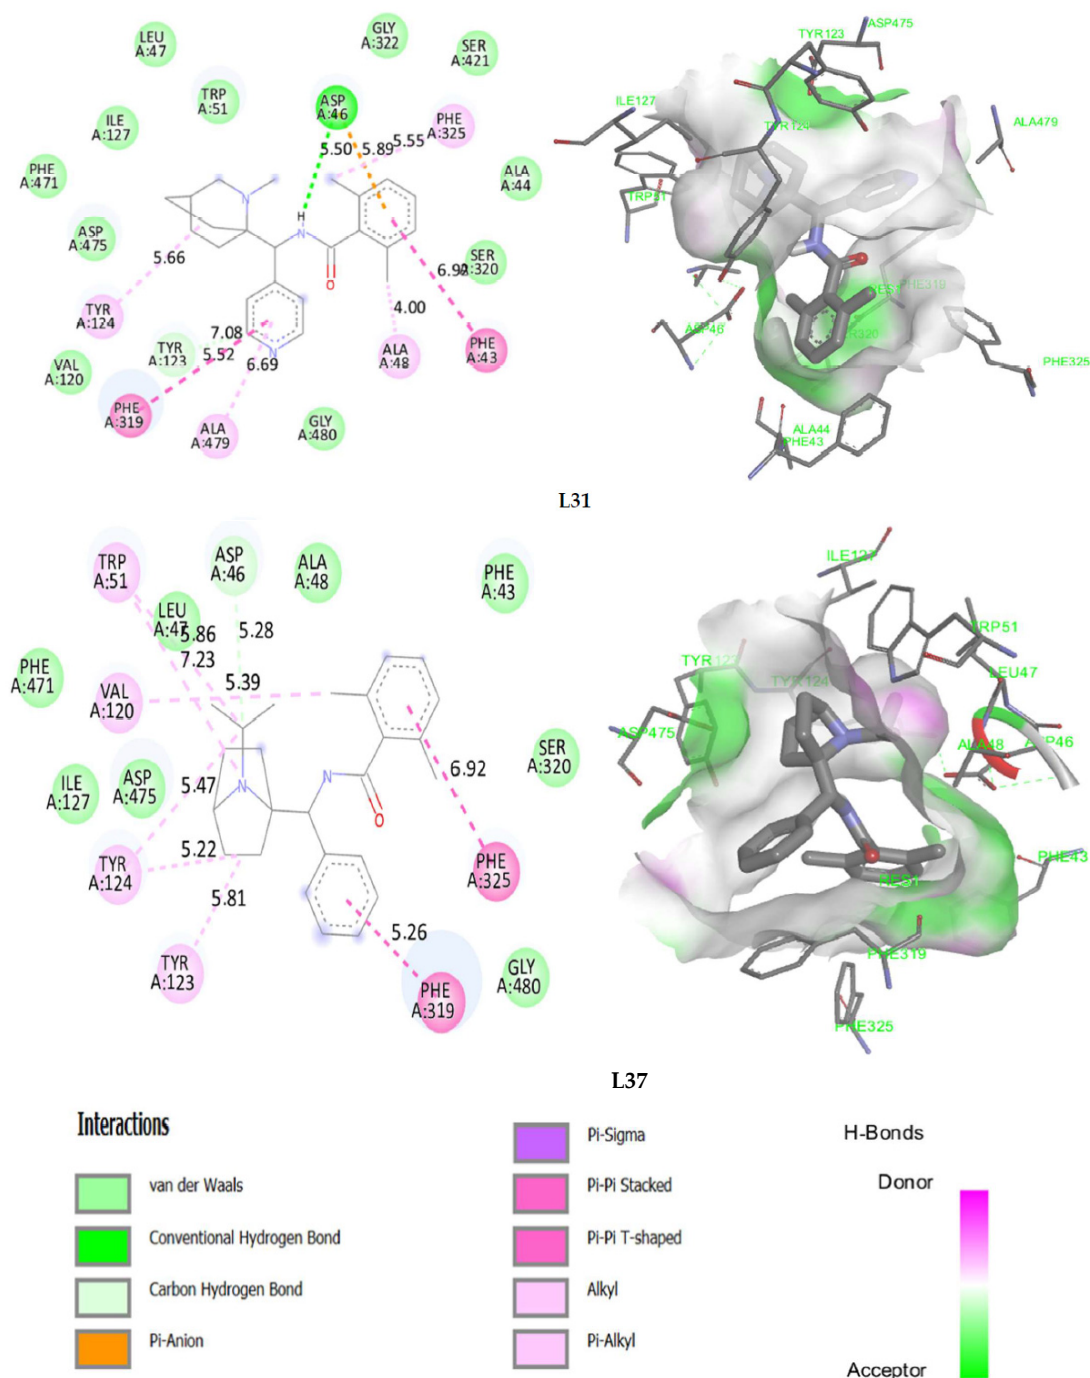 LEU
A:47
GLY
A:322
SER
A:421
TRP
A:51
ASP
A:46
PHE
A:325
ILE
A:127
5.50
5.89
5.55
PHE
A:471
ALA
A:44
ASP
A:475
N
H
N
O
5.66
6.92
SER
A:320
4.00
TYR
A:124
TYR
A:123
7.08
5.52
N
6.69
ALA
A:48
PHE
A:43
VAL
A:120
PHE
A:319
ALA
A:479
GLY
A:480
ASP475
TYR123
ILE127
TYR124
ALA479
TRP51
PHE319
RES1
ASP46
PHE325
ALA44
PHE43
L31
TRP
A:51
ASP
A:46
ALA
A:48
PHE
A:43
LEU
A:47
5.86
5.28
7.23
PHE
A:471
VAL
A:120
5.39
ILE
A:127
ASP
A:475
5.47
N
N
O
6.92
SER
A:320
TYR
A:124
5.22
5.81
PHE
A:325
TYR
A:123
5.26
PHE
A:319
GLY
A:480
ILE127
TRP51
LEU47
TYR124
ASP475
ALA48
ASP46
PHE43
RES1
PHE319
PHE325
L37
Interactions
van der Waals
Conventional Hydrogen Bond
Carbon Hydrogen Bond
Pi-Anion
Pi-Sigma
Pi-Pi Stacked
Pi-Pi T-shaped
Alkyl
Pi-Alkyl
H-Bonds
Donor
Acceptor